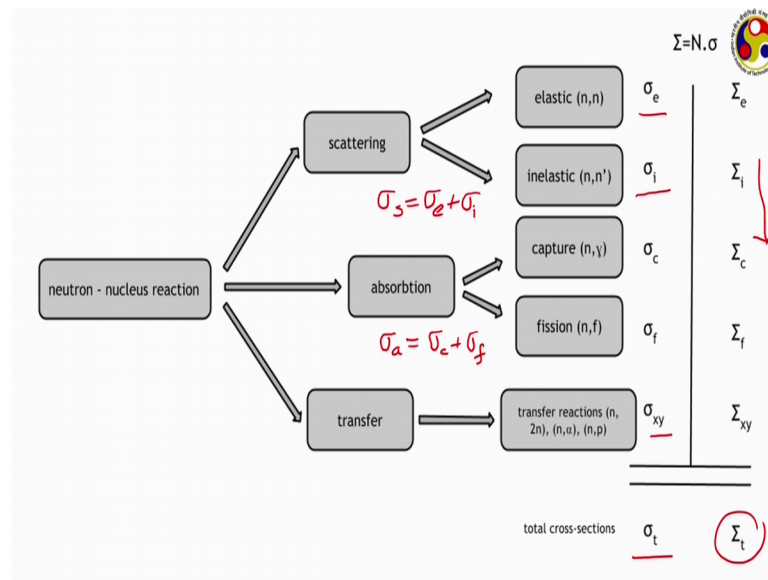 Σ=N.σ
elastic (n,n) σe Σe
scattering
inelastic (n,n') σi Σi
σs=σe+σi
capture (n,γ) σc Σc
neutron - nucleus reaction
absorbtion
fission (n,f) σf Σf
σa=σc+σf
transfer
transfer reactions (n,
2n), (n,α), (n,p)
σxy Σxy
total cross-sections σt Σt